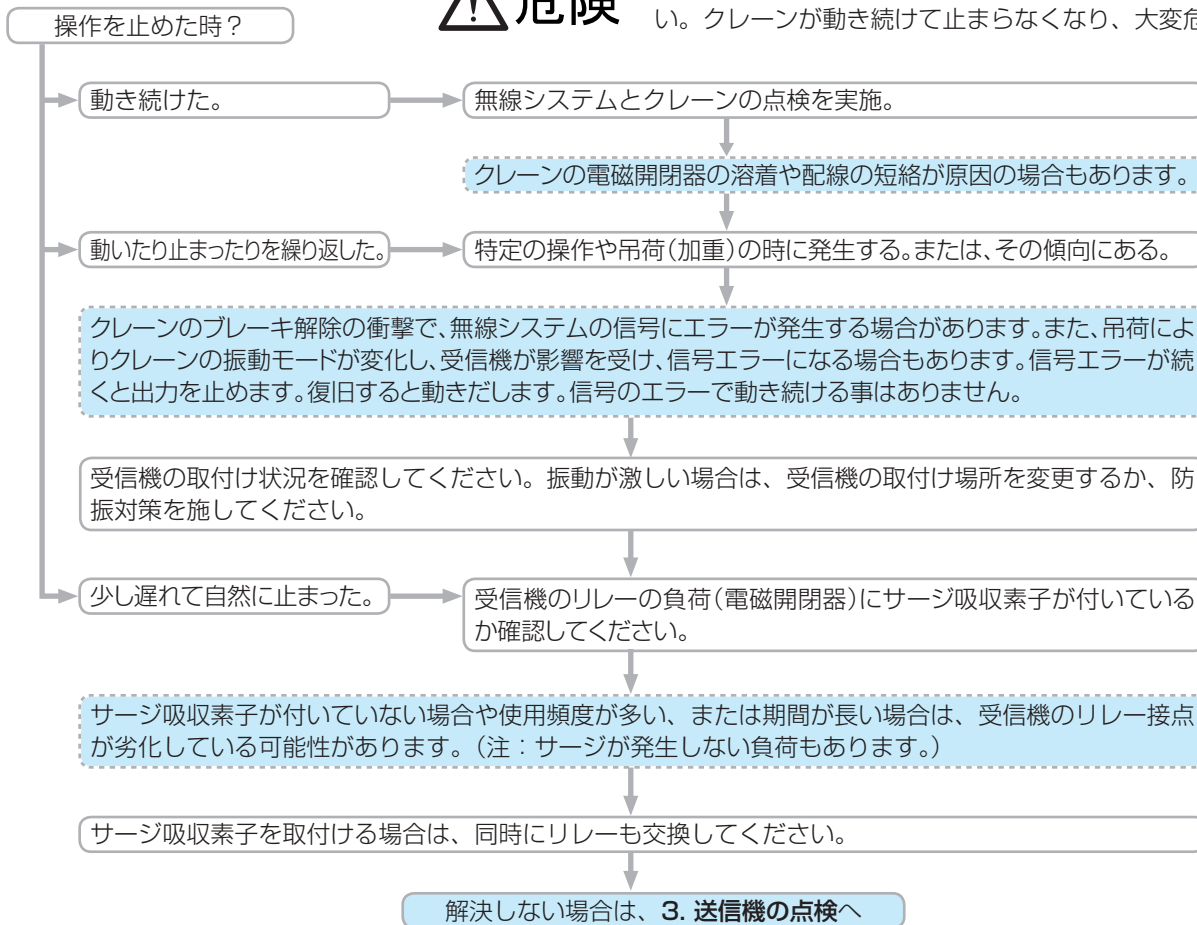 操作を止めた時？
危険
い。クレーンが動き続けて止まらなくなり、大変危
動き続けた。
無線システムとクレーンの点検を実施。
クレーンの電磁開閉器の溶着や配線の短絡が原因の場合もあります。
動いたり止まったりを繰り返した。
特定の操作や吊荷（加重）の時に発生する。または、その傾向にある。
クレーンのブレーキ解除の衝撃で、無線システムの信号にエラーが発生する場合があります。また、吊荷によ
りクレーンの振動モードが変化し、受信機が影響を受け、信号エラーになる場合もあります。信号エラーが続
くと出力を止めます。復旧すると動きだします。信号のエラーで動き続ける事はありません。
受信機の取付け状況を確認してください。振動が激しい場合は、受信機の取付け場所を変更するか、防
振対策を施してください。
少し遅れて自然に止まった。
受信機のリレーの負荷（電磁開閉器）にサージ吸収素子が付いている
か確認してください。
サージ吸収素子が付いていない場合や使用頻度が多い、または期間が長い場合は、受信機のリレー接点
が劣化している可能性があります。（注：サージが発生しない負荷もあります。）
サージ吸収素子を取付ける場合は、同時にリレーも交換してください。
解決しない場合は、3. 送信機の点検へ